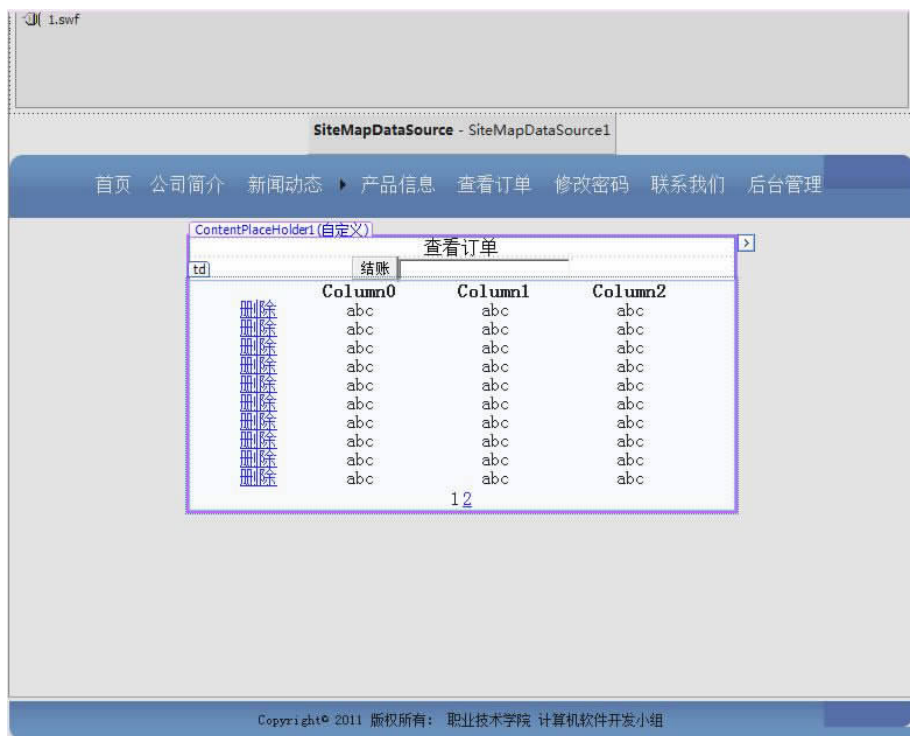 1.swf
SiteMapDataSource - SiteMapDataSource1
首页 公司简介 新闻动态 产品信息 查看订单 修改密码 联系我们 后台管理
ContentPlaceHolder1(自定义)
查看订单
td 结账
Column0 Column1 Column2
删除 abc abc abc
删除 abc abc abc
删除 abc abc abc
删除 abc abc abc
删除 abc abc abc
删除 abc abc abc
删除 abc abc abc
删除 abc abc abc
删除 abc abc abc
删除 abc abc abc
1 2
Copyright© 2011 版权所有： 职业技术学院 计算机软件开发小组